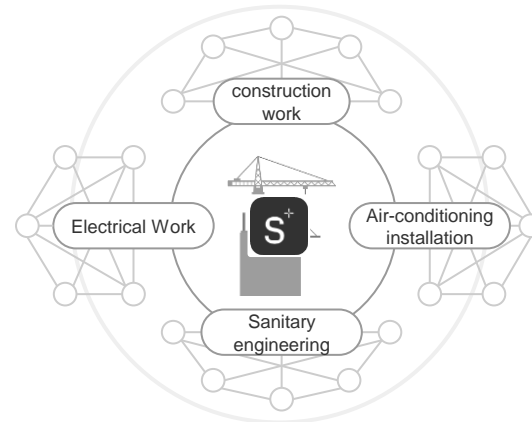 construction
work
Electrical Work
S+
Air-conditioning
installation
Sanitary
engineering